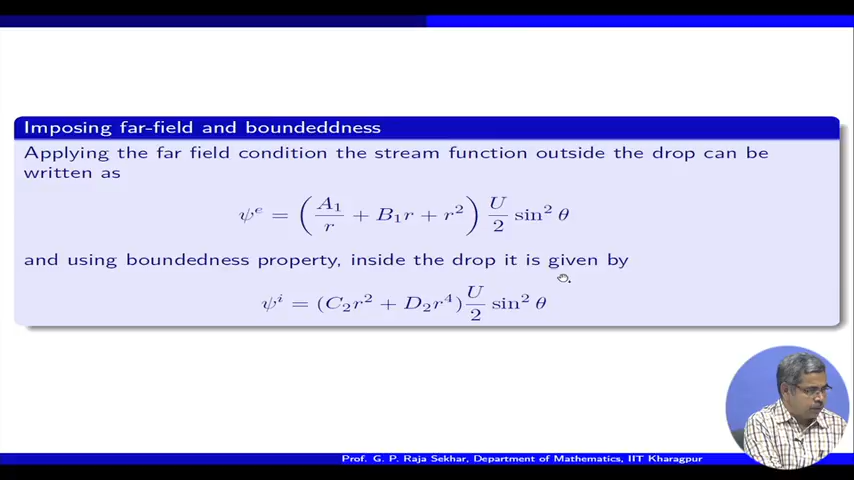 Imposing far-field and boundeddness
Applying the far field condition the stream function outside the drop can be
written as
ψ^e = (A_1/r + B_1 r + r^2) U/2 sin^2 θ
and using boundedness property, inside the drop it is given by
ψ^i = (C_2 r^2 + D_2 r^4) U/2 sin^2 θ
Prof. G. P. Raja Sekhar, Department of Mathematics, IIT Kharagpur